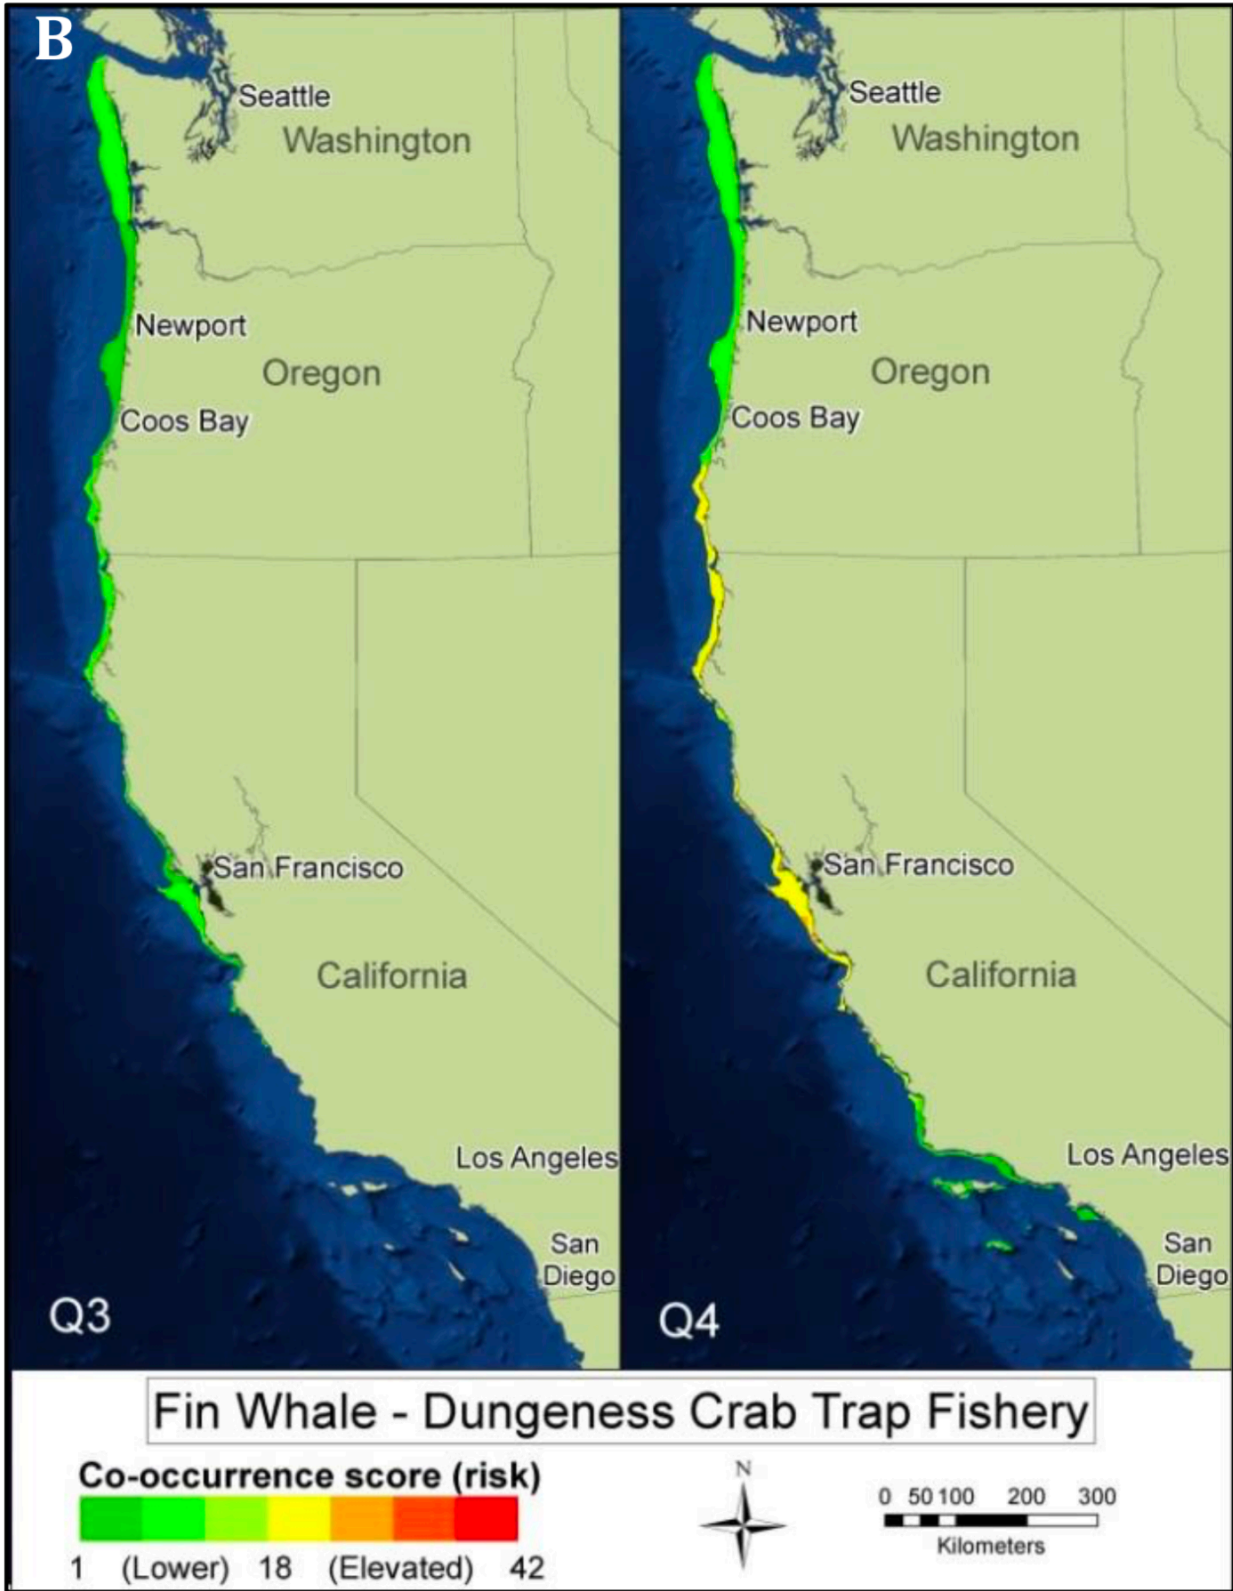 B
Seattle
Washington
Newport
Oregon
Coos Bay
San Francisco
California
Los Angeles
San
Diego
Q3
Seattle
Washington
Newport
Oregon
Coos Bay
San Francisco
California
Los Angeles
San
Diego
Q4
Fin Whale - Dungeness Crab Trap Fishery
Co-occurrence score (risk)
1 (Lower) 18 (Elevated) 42
N
0 50 100 200 300
Kilometers